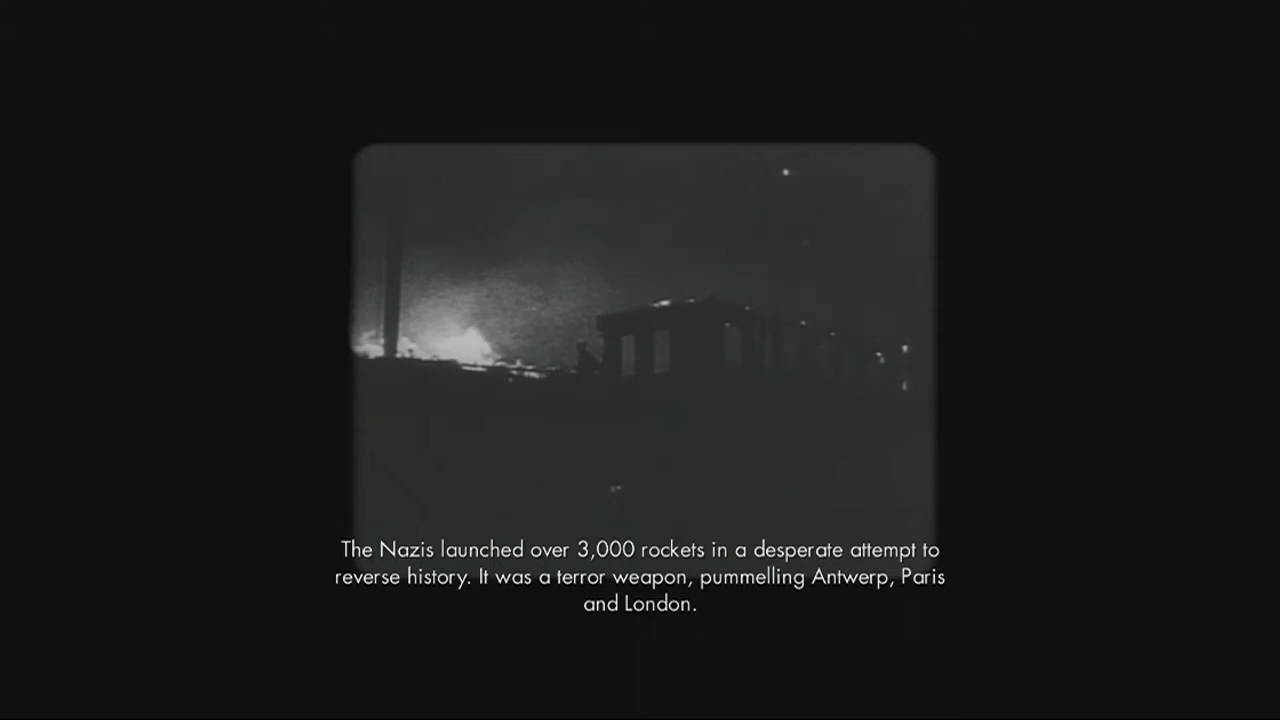 The Nazis launched over 3,000 rockets in a desperate attempt to
reverse history. It was a terror weapon, pummelling Antwerp, Paris
and London.